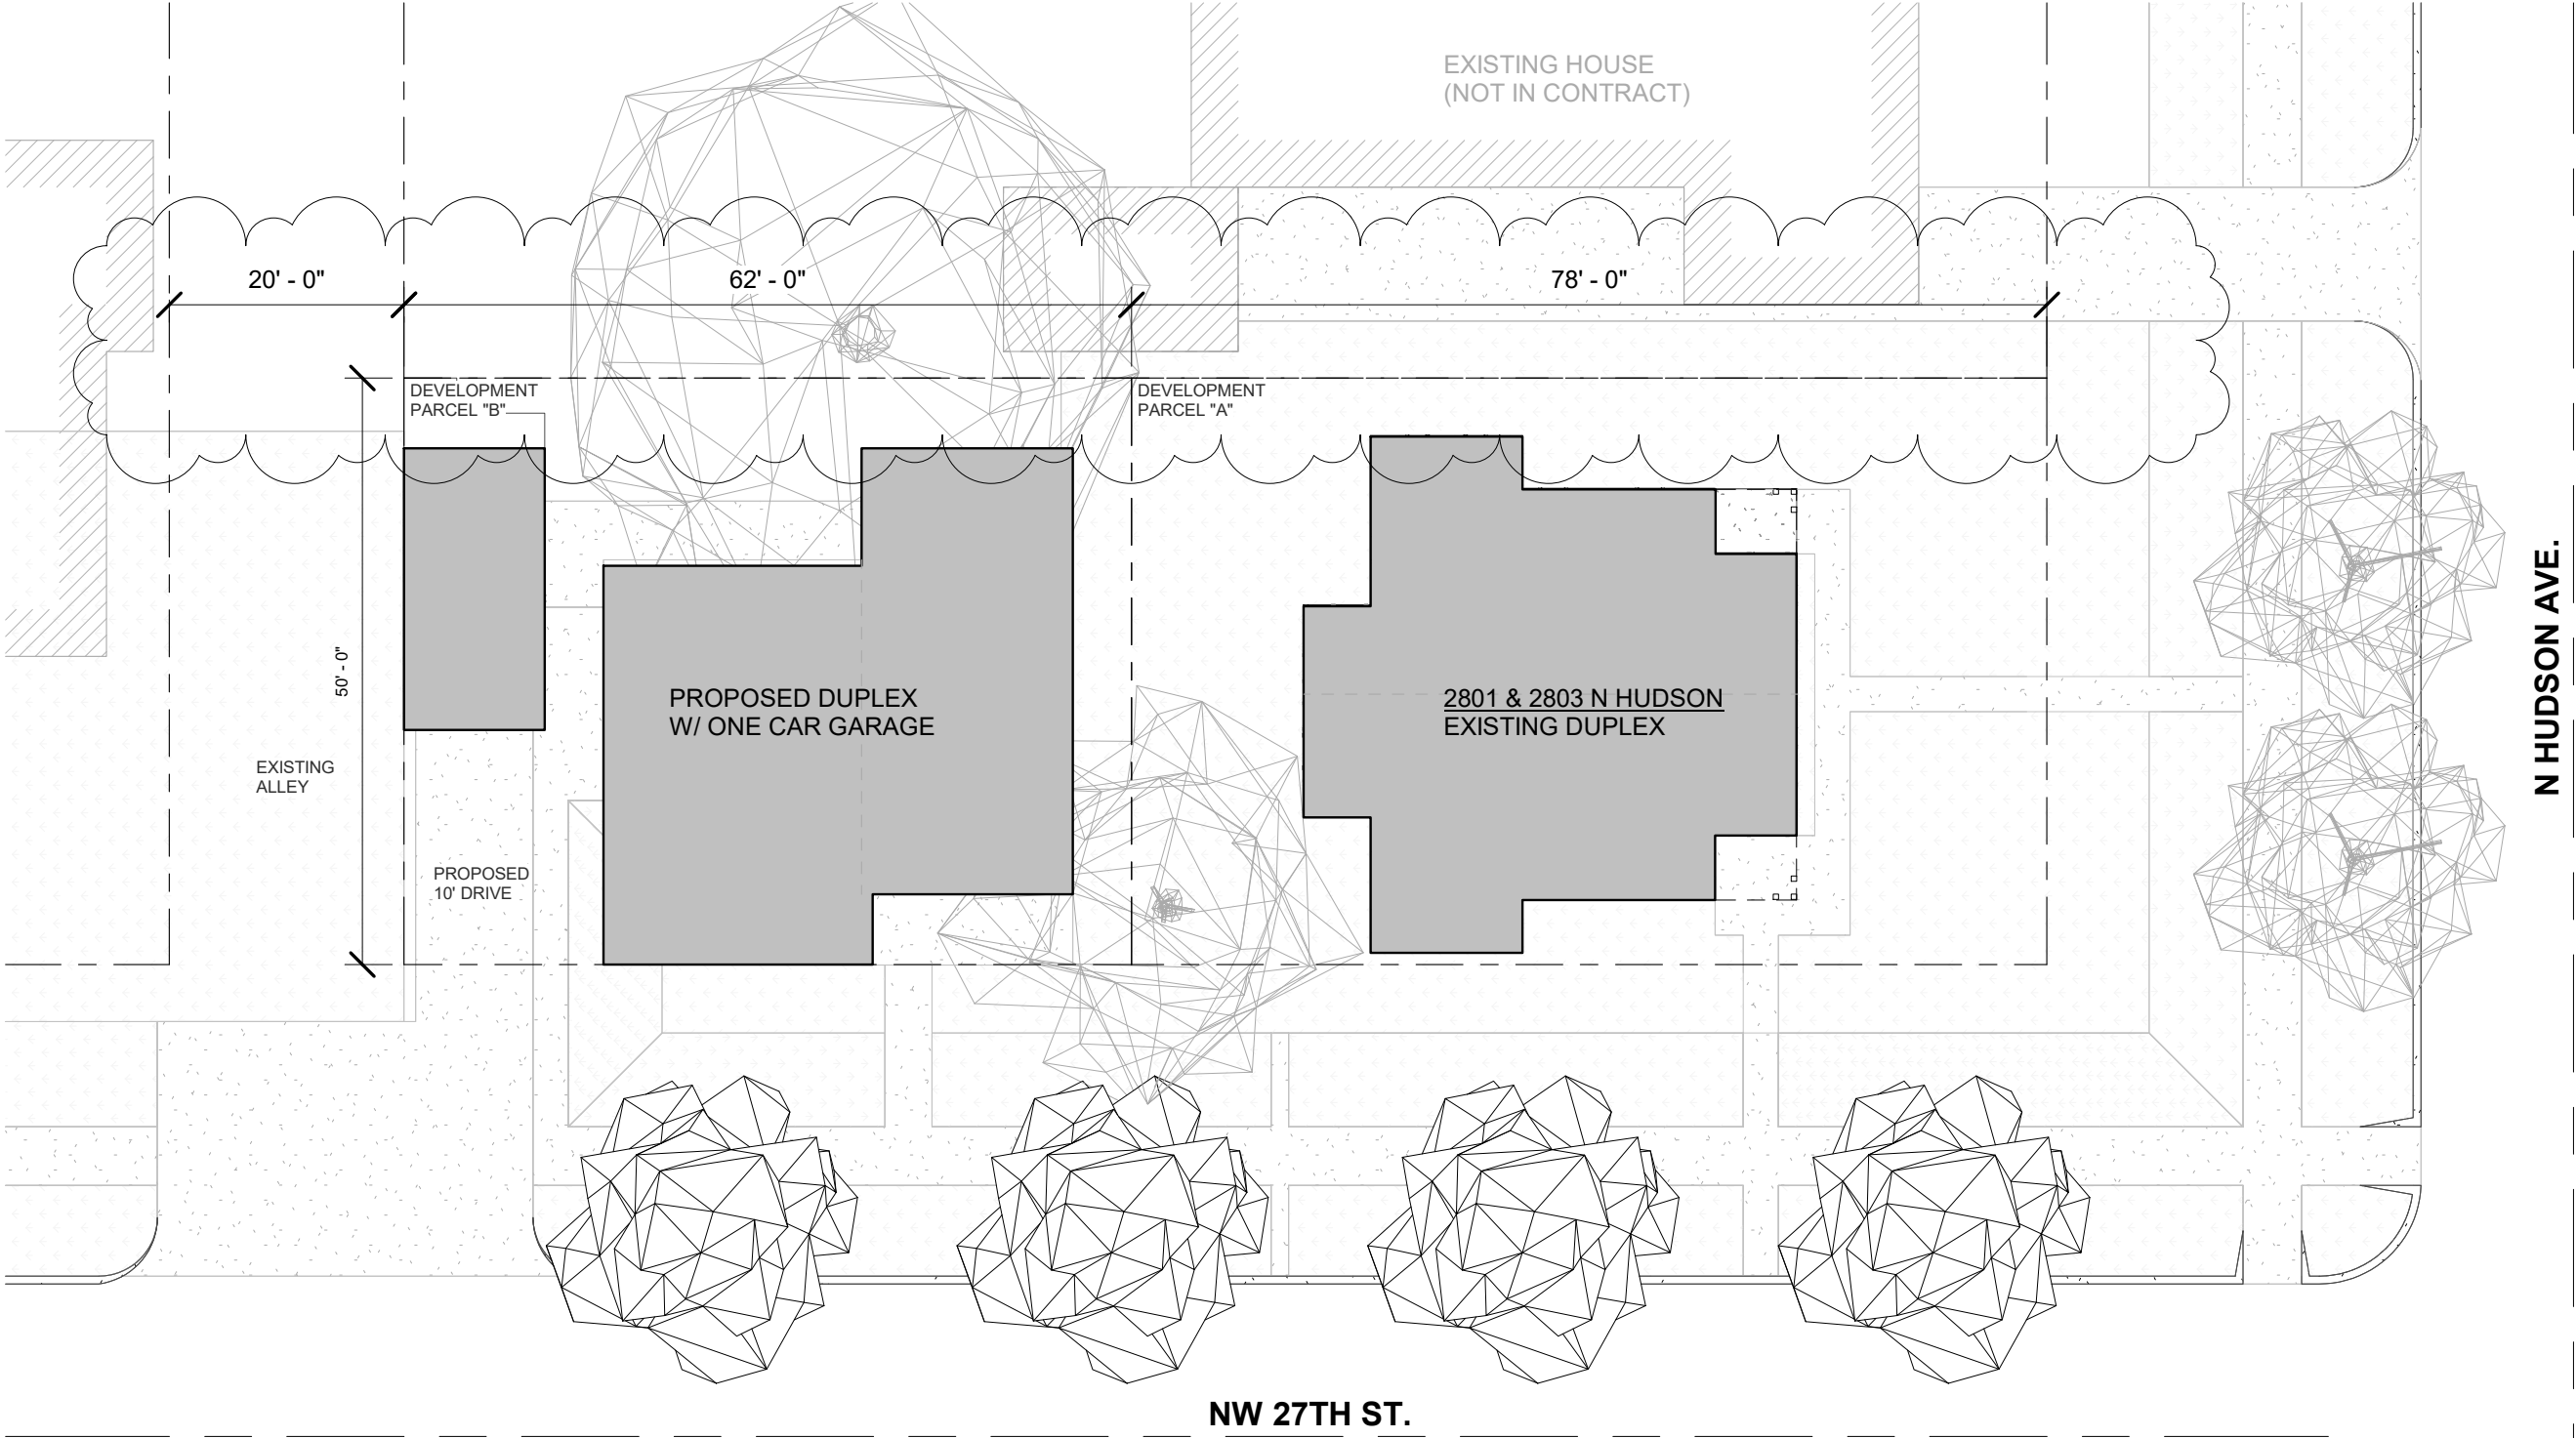 EXISTING HOUSE
(NOT IN CONTRACT)
20' - 0"
62' - 0"
78' - 0"
DEVELOPMENT
PARCEL "B"
DEVELOPMENT
PARCEL "A"
50' - 0"
PROPOSED DUPLEX
W/ ONE CAR GARAGE
2801 & 2803 N HUDSON
EXISTING DUPLEX
N HUDSON AVE.
EXISTING
ALLEY
PROPOSED
10' DRIVE
NW 27TH ST.